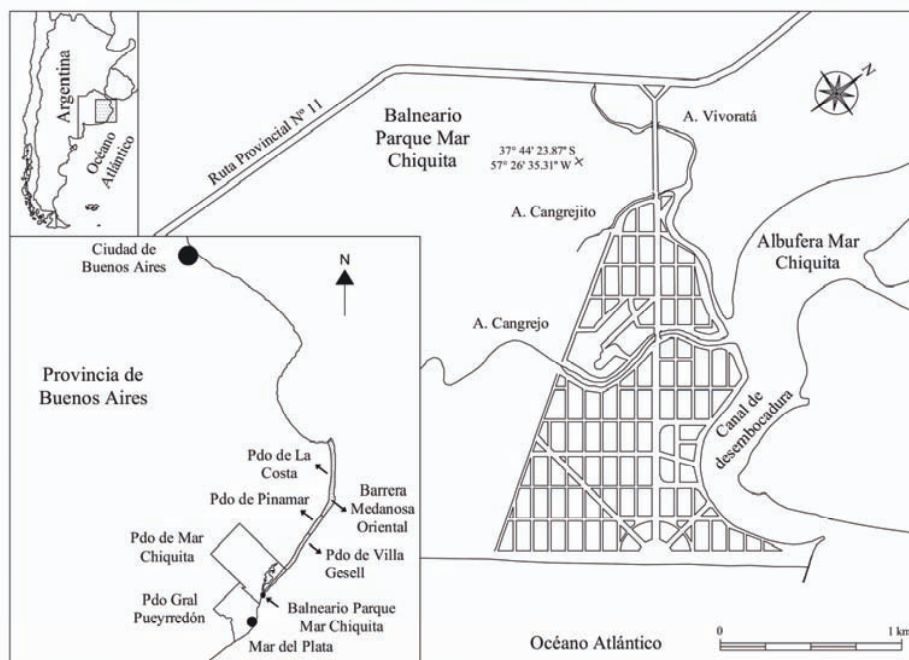 Argentina
Océano
Atlántico
Ruta Provincial Nº 11
Balneario
Parque Mar
Chiquita
37° 44' 23.87'' S
57° 26' 35.31'' W
A. Vivoratá
N
A. Cangrejito
Albufera Mar
Chiquita
A. Cangrejo
Canal de
desembocadura
Océano Atlántico
0
1 km
Ciudad de
Buenos Aires
N
Provincia de
Buenos Aires
Pdo de La
Costa
Pdo de Pinamar
Barrera
Medanosa
Oriental
Pdo de Mar
Chiquita
Pdo de Villa
Gesell
Pdo Gral
Pueyrredón
Balneario Parque
Mar Chiquita
Mar del Plata